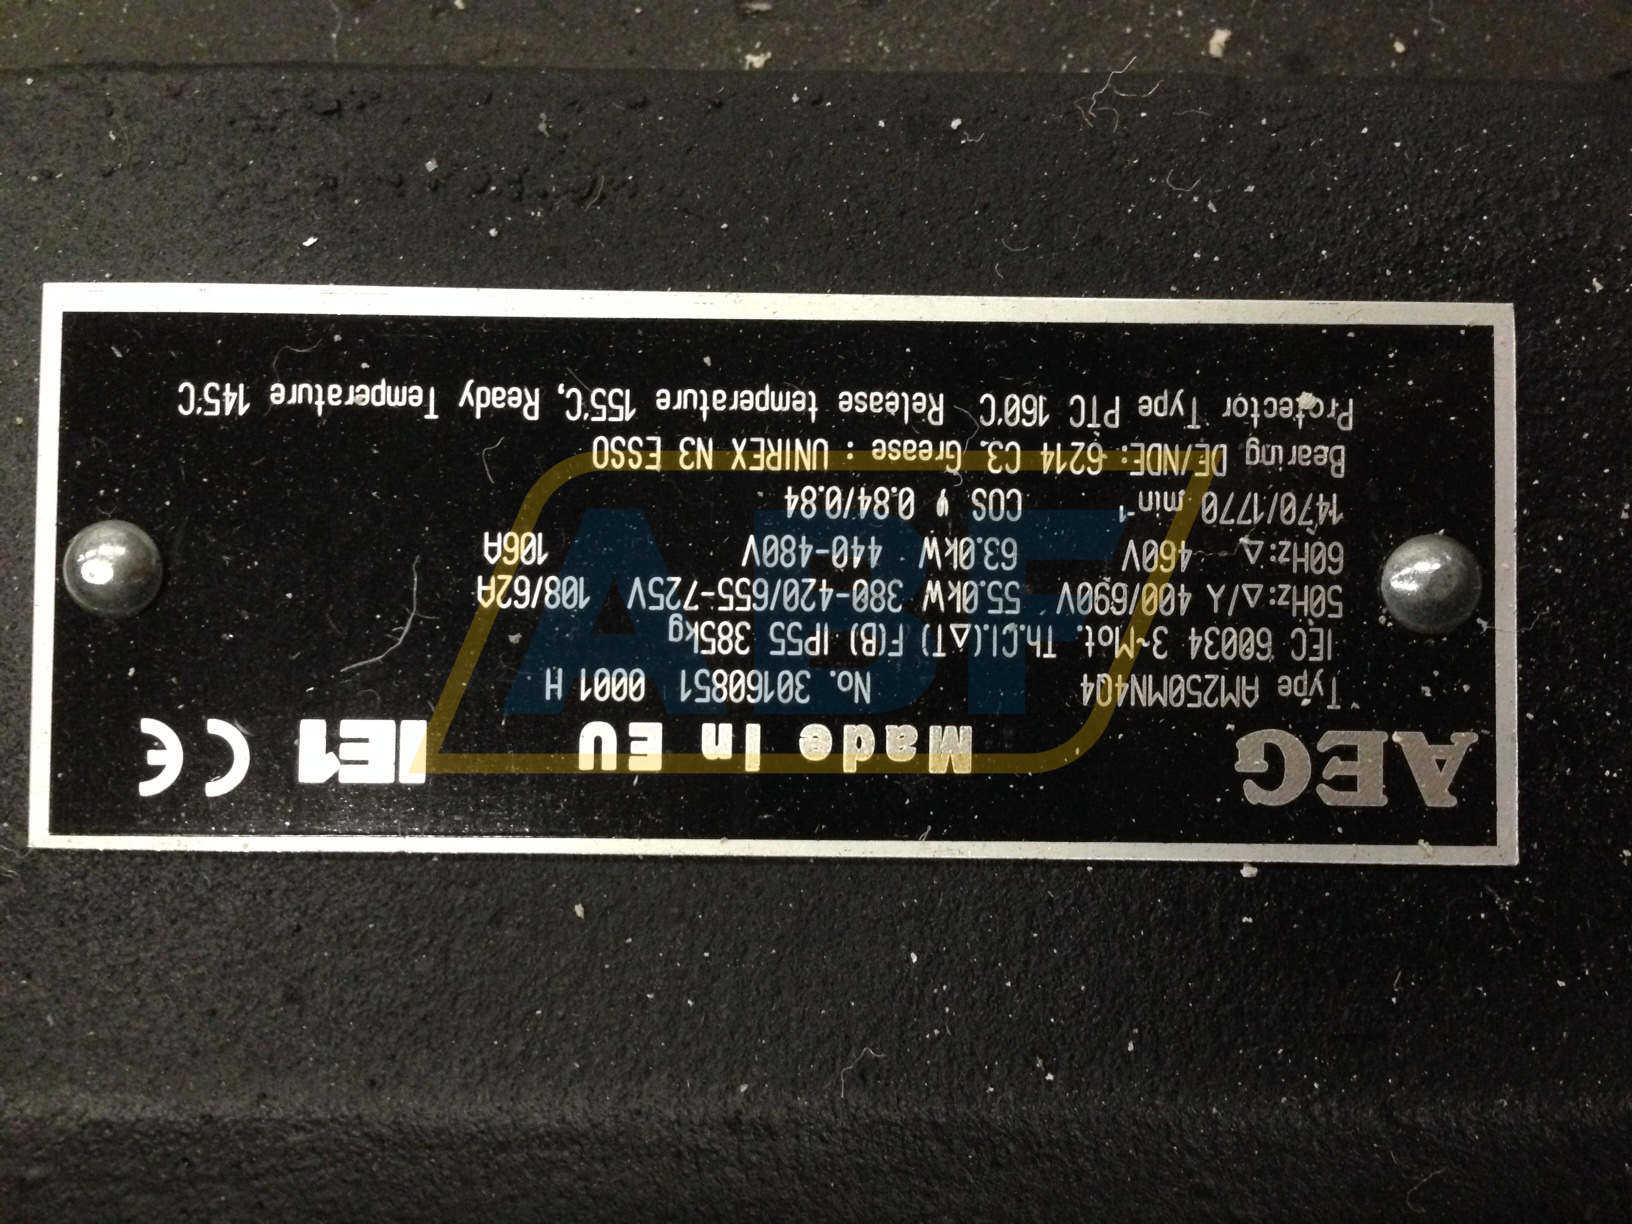 AEG Made In EU IE1 CE
Type AM250MN4Q4 No. 30160851 0001 H
IEC 60034 3~Mot. Th.Cl.(ΔT) F(B) IP55 385kg
50Hz:Δ/Y 400/690V 55.0kW 380-420/655-725V 108/62A
60Hz:Δ 460V 63.0kW 440-480V 106A
1470/1770 min⁻¹ COS φ 0.84/0.84
Bearing DE/NDE: 6214 C3. Grease : UNIREX N3 ESSO
Protector Type PTC 160°C Release temperature 155°C, Ready Temperature 145°C
ABF